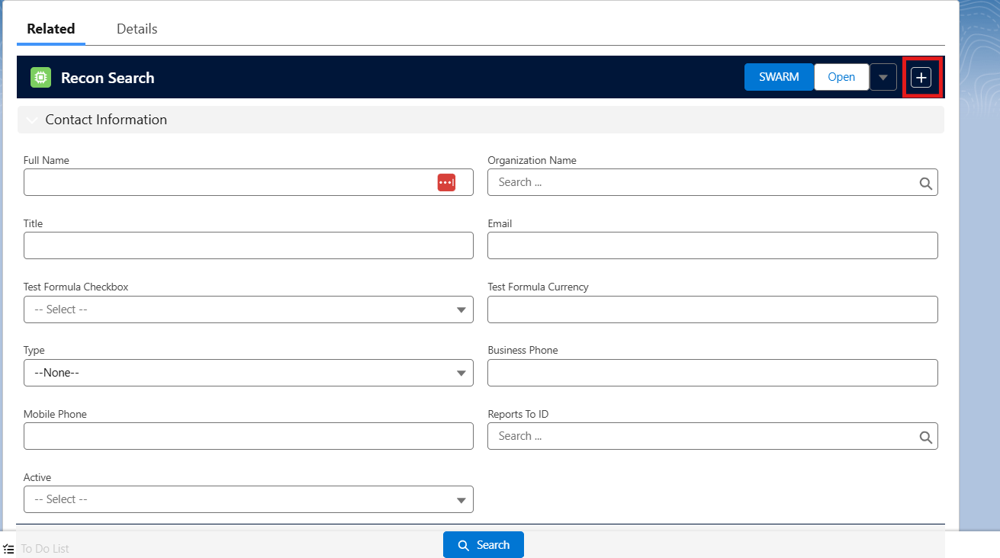 Related Details
Recon Search SWARM Open
Contact Information
Full Name Organization Name
Search ...
Title Email
Test Formula Checkbox Test Formula Currency
-- Select --
Type Business Phone
--None--
Mobile Phone Reports To ID
Search ...
Active
-- Select --
To Do List Search